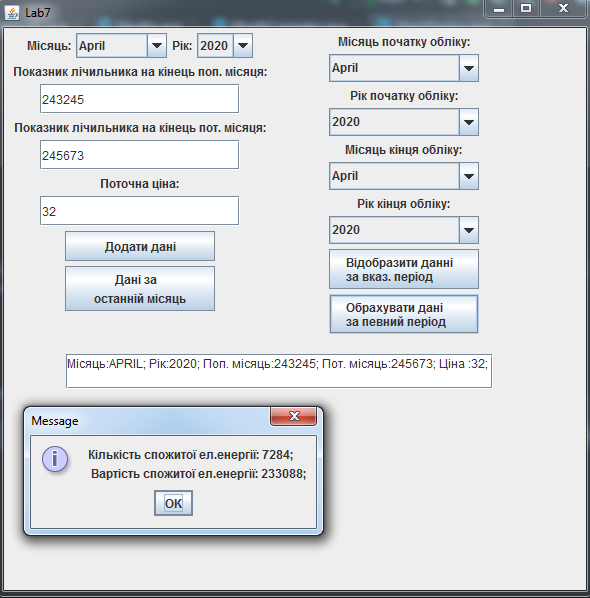 Lab7
Місяць: April Рік: 2020
Показник лічильника на кінець поп. місяця:
243245
Показник лічильника на кінець пот. місяця:
245673
Поточна ціна:
32
Додати дані
Дані за
останній місяць
Місяць початку обліку:
April
Рік початку обліку:
2020
Місяць кінця обліку:
April
Рік кінця обліку:
2020
Відобразити данні
за вказ. період
Обрахувати дані
за певний період
Місяць:APRIL; Рік:2020; Поп. місяць:243245; Пот. місяць:245673; Ціна :32;
Message
Кількість спожитої ел.енергії: 7284;
Вартість спожитої ел.енергії: 233088;
OK